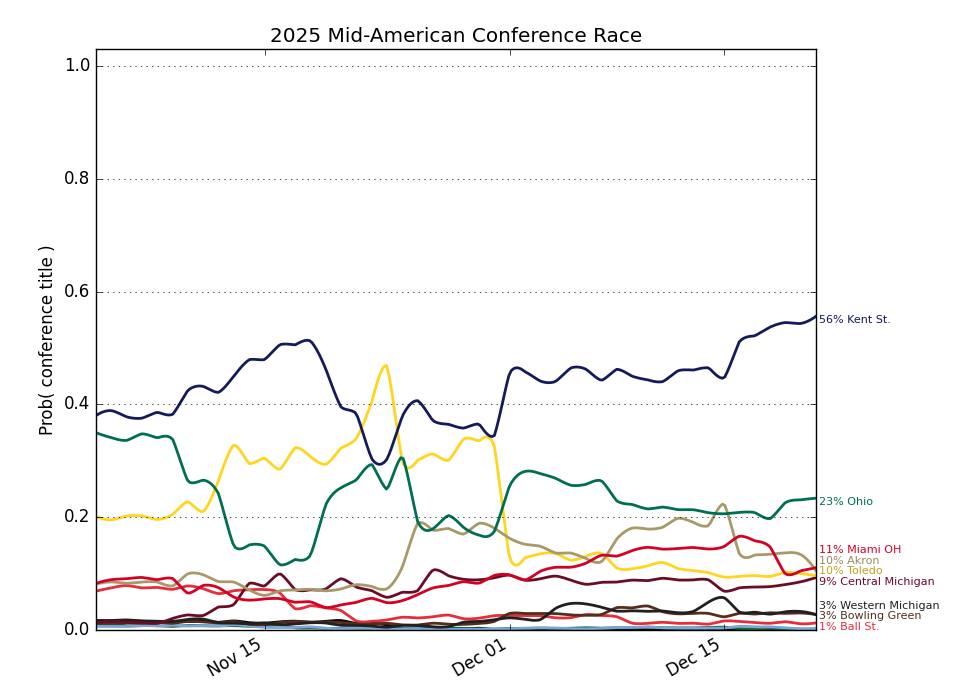 2025 Mid-American Conference Race
Prob( conference title )
1.0
0.8
0.6
0.4
0.2
0.0
Nov 15
Dec 01
Dec 15
56% Kent St.
23% Ohio
11% Miami OH
10% Akron
10% Toledo
9% Central Michigan
3% Western Michigan
3% Bowling Green
1% Ball St.